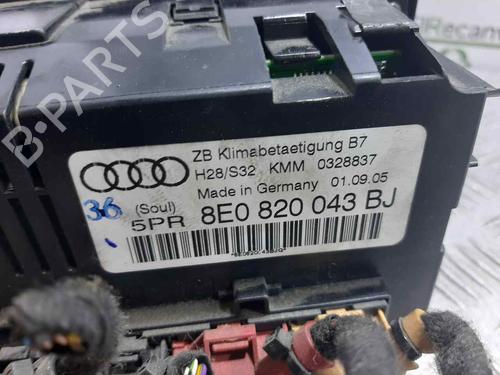 ZB Klimabetaetigung B7
H28/S32 KMM 0328837
Made in Germany 01.09.05
36 (Soul)
5PR 8E0 820 043 BJ
B-PARTS